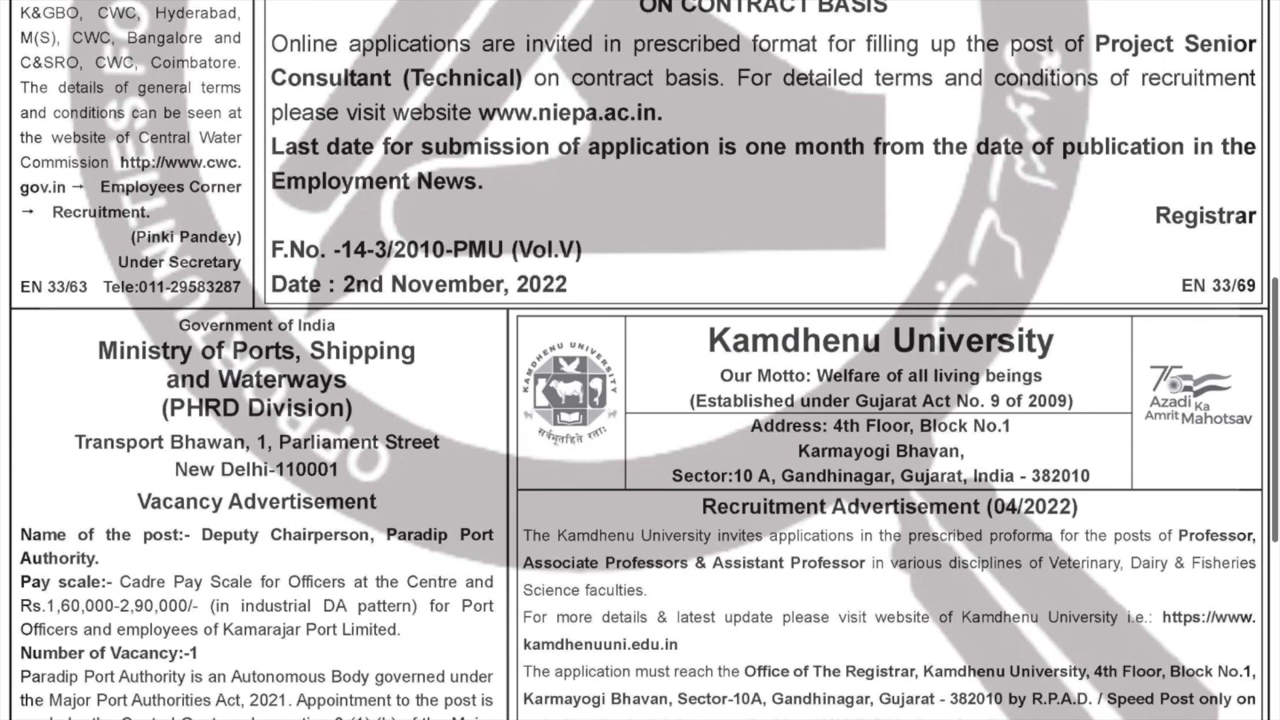 K&GBO, CWC, Hyderabad,
M(S), CWC, Bangalore and
C&SRO, CWC, Coimbatore.
The details of general terms
and conditions can be seen at
the website of Central Water
Commission http://www.cwc.
gov.in → Employees Corner
→ Recruitment.
(Pinki Pandey)
Under Secretary
EN 33/63 Tele:011-29583287
ON CONTRACT BASIS
Online applications are invited in prescribed format for filling up the post of Project Senior
Consultant (Technical) on contract basis. For detailed terms and conditions of recruitment
please visit website www.niepa.ac.in.
Last date for submission of application is one month from the date of publication in the
Employment News.
Registrar
F.No. -14-3/2010-PMU (Vol.V)
Date : 2nd November, 2022
EN 33/69
Government of India
Ministry of Ports, Shipping
and Waterways
(PHRD Division)
Transport Bhawan, 1, Parliament Street
New Delhi-110001
Vacancy Advertisement
Name of the post:- Deputy Chairperson, Paradip Port
Authority.
Pay scale:- Cadre Pay Scale for Officers at the Centre and
Rs.1,60,000-2,90,000/- (in industrial DA pattern) for Port
Officers and employees of Kamarajar Port Limited.
Number of Vacancy:-1
Paradip Port Authority is an Autonomous Body governed under
the Major Port Authorities Act, 2021. Appointment to the post is
KAMDHENU UNIVERSITY
सर्वभूतहिते रताः
Kamdhenu University
Our Motto: Welfare of all living beings
(Established under Gujarat Act No. 9 of 2009)
Address: 4th Floor, Block No.1
Karmayogi Bhavan,
Sector:10 A, Gandhinagar, Gujarat, India - 382010
75
Azadi Ka
Amrit Mahotsav
Recruitment Advertisement (04/2022)
The Kamdhenu University invites applications in the prescribed proforma for the posts of Professor,
Associate Professors & Assistant Professor in various disciplines of Veterinary, Dairy & Fisheries
Science faculties.
For more details & latest update please visit website of Kamdhenu University i.e.: https://www.
kamdhenuuni.edu.in
The application must reach the Office of The Registrar, Kamdhenu University, 4th Floor, Block No.1,
Karmayogi Bhavan, Sector-10A, Gandhinagar, Gujarat - 382010 by R.P.A.D. / Speed Post only on